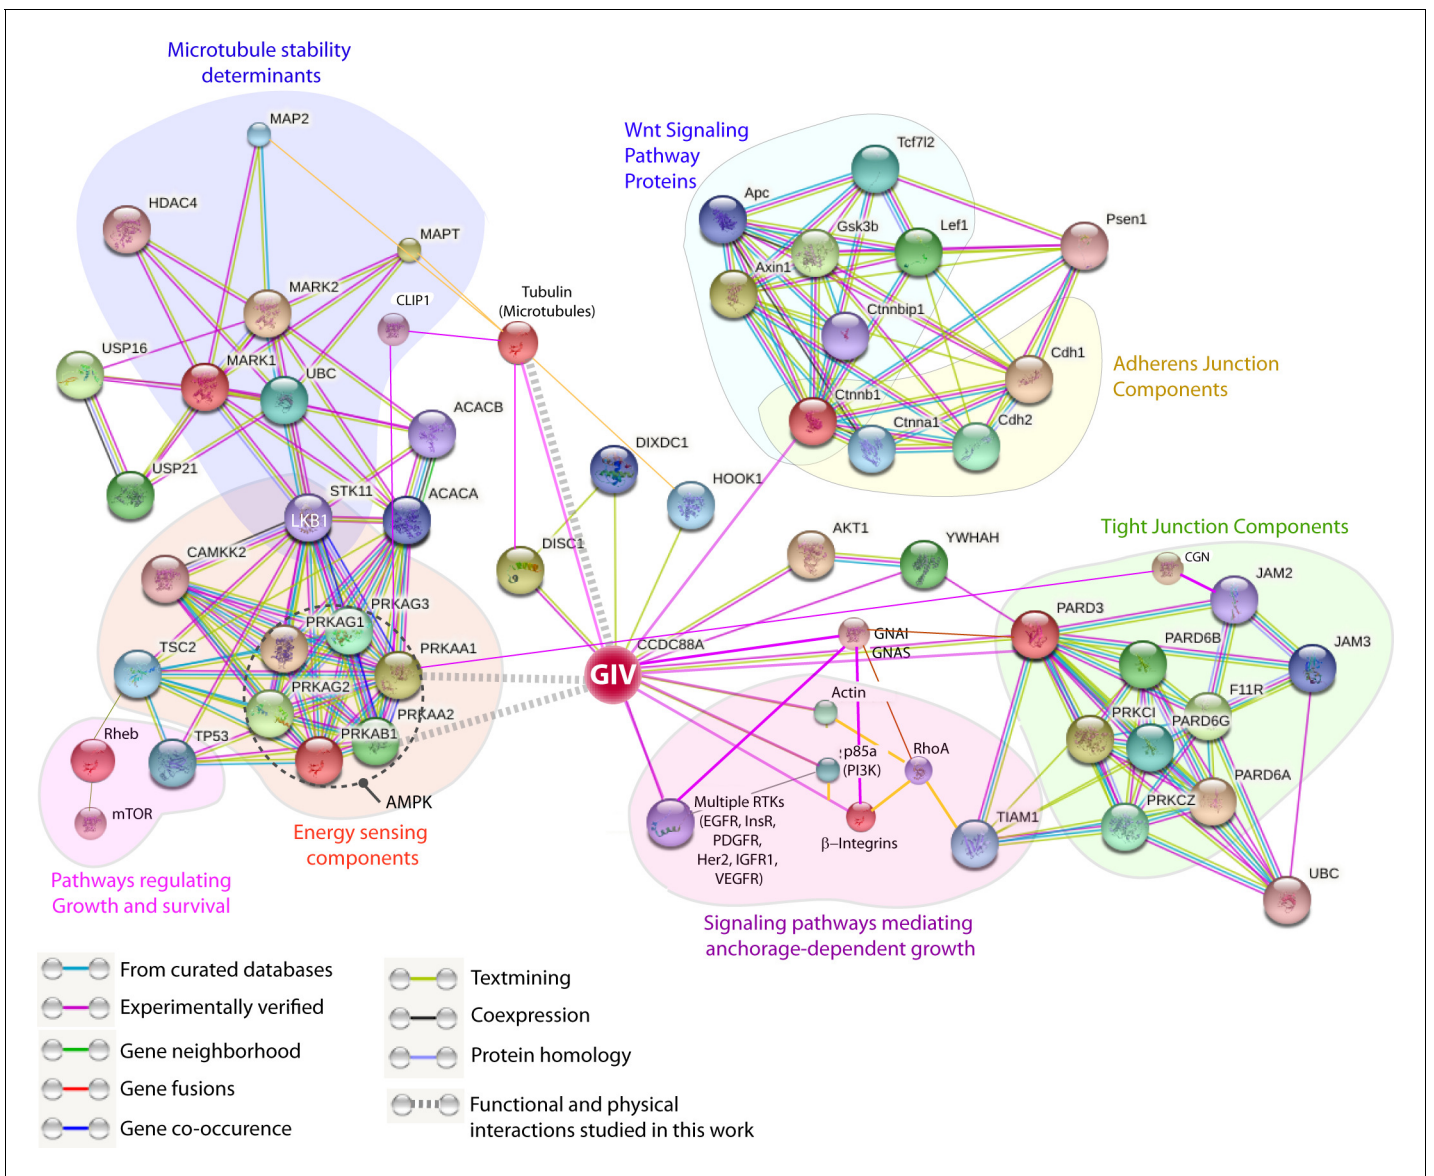 Microtubule stability
determinants
MAP2
HDAC4
MAPT
MARK2
CLIP1
Tubulin
(Microtubules)
USP16
MARK1
UBC
ACACB
USP21
STK11
LKB1
ACACA
DIXDC1
HOOK1
DISC1
Wnt Signaling
Pathway
Proteins
Tcf7l2
Apc
Gsk3b
Lef1
Psen1
Axin1
Ctnnbip1
Cdh1
Adherens Junction
Components
Ctnnb1
Ctnna1
Cdh2
CAMKK2
PRKAG3
PRKAG1
TSC2
PRKAA1
PRKAG2
PRKAA2
PRKAB1
TP53
Rheb
mTOR
AMPK
Energy sensing
components
Pathways regulating
Growth and survival
CCDC88A
GIV
AKT1
YWHAH
GNAI
GNAS
Tight Junction Components
CGN
JAM2
PARD3
PARD6B
JAM3
F11R
PRKCI
PARD6G
PARD6A
PRKCZ
TIAM1
UBC
Actin
p85a
(PI3K)
RhoA
Multiple RTKs
(EGFR, InsR,
PDGFR,
Her2, IGFR1,
VEGFR)
β–Integrins
Signaling pathways mediating
anchorage-dependent growth
From curated databases
Experimentally verified
Gene neighborhood
Gene fusions
Gene co-occurence
Textmining
Coexpression
Protein homology
Functional and physical
interactions studied in this work